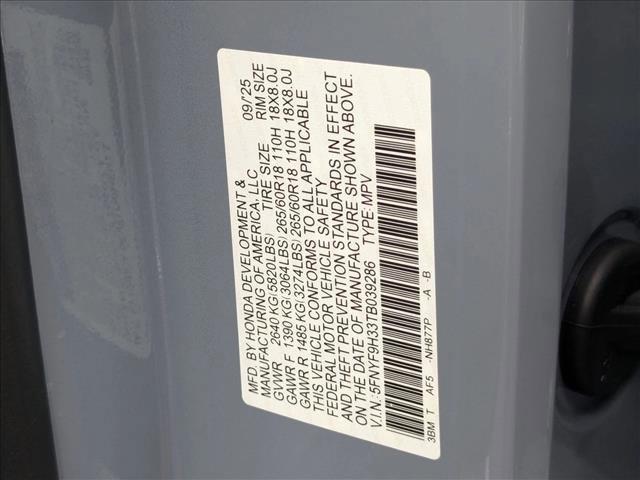 MFD. BY HONDA DEVELOPMENT &
MANUFACTURING OF AMERICA, LLC 09/25
GVWR 2640 KG(5820LBS) TIRE SIZE RIM SIZE
GAWR F 1390 KG(3064LBS)265/60R18 110H 18X8.0J
GAWR R 1485 KG(3274LBS)265/60R18 110H 18X8.0J
THIS VEHICLE CONFORMS TO ALL APPLICABLE
FEDERAL MOTOR VEHICLE SAFETY
AND THEFT PREVENTION STANDARDS IN EFFECT
ON THE DATE OF MANUFACTURE SHOWN ABOVE.
V.I.N.:5FNYF9H33TB039286 TYPE:MPV
3BM T AF5 -NH877P -A -B